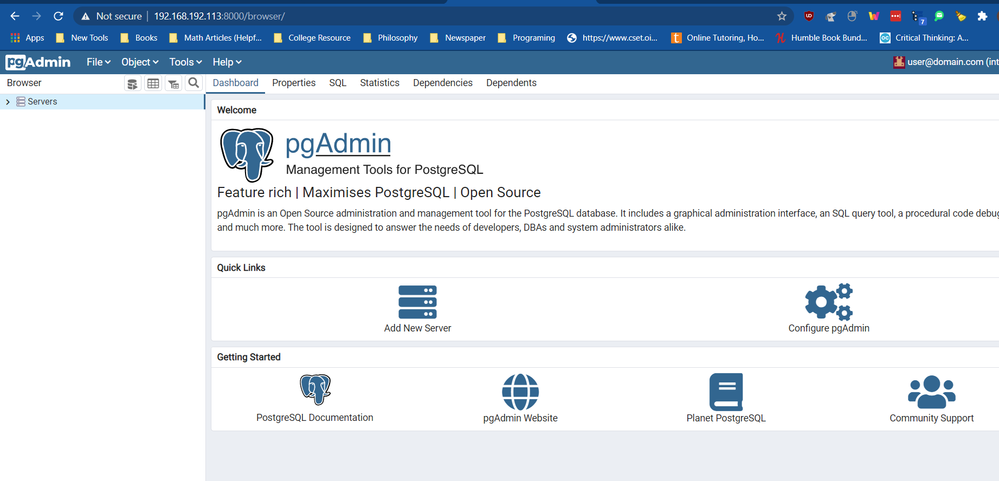 Not secure 192.168.192.113:8000/browser/
7
Apps New Tools Books Math Articles (Helpf... College Resource Philosophy Newspaper Programing https://www.cset.oi... Online Tutoring, Ho... Humble Book Bund... Critical Thinking: A...
pgAdmin File Object Tools Help user@domain.com (int
Browser Dashboard Properties SQL Statistics Dependencies Dependents
Servers
Welcome
pgAdmin
Management Tools for PostgreSQL
Feature rich | Maximises PostgreSQL | Open Source
pgAdmin is an Open Source administration and management tool for the PostgreSQL database. It includes a graphical administration interface, an SQL query tool, a procedural code debug
and much more. The tool is designed to answer the needs of developers, DBAs and system administrators alike.
Quick Links
Add New Server Configure pgAdmin
Getting Started
PostgreSQL Documentation pgAdmin Website Planet PostgreSQL Community Support